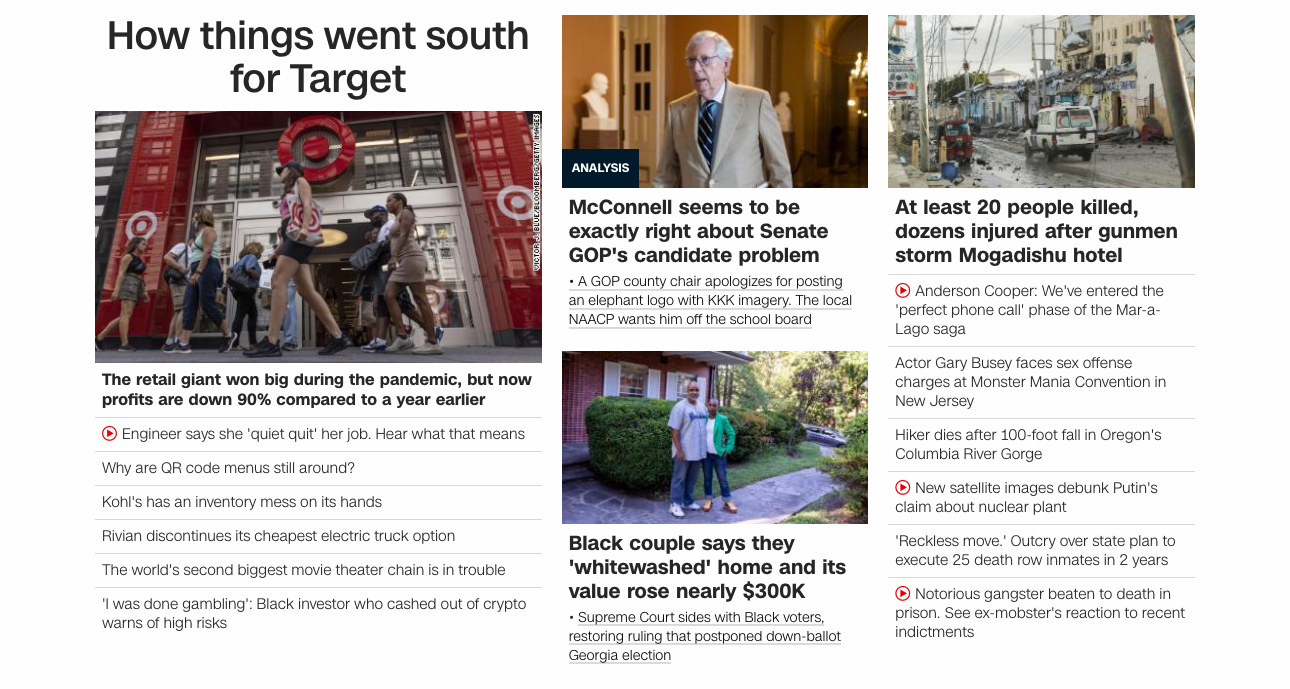 How things went south
for Target
VICTOR J. BLUE/BLOOMBERG/GETTY IMAGES
The retail giant won big during the pandemic, but now
profits are down 90% compared to a year earlier
Engineer says she 'quiet quit' her job. Hear what that means
Why are QR code menus still around?
Kohl's has an inventory mess on its hands
Rivian discontinues its cheapest electric truck option
The world's second biggest movie theater chain is in trouble
'I was done gambling': Black investor who cashed out of crypto
warns of high risks
ANALYSIS
McConnell seems to be
exactly right about Senate
GOP's candidate problem
• A GOP county chair apologizes for posting
an elephant logo with KKK imagery. The local
NAACP wants him off the school board
Black couple says they
'whitewashed' home and its
value rose nearly $300K
• Supreme Court sides with Black voters,
restoring ruling that postponed down-ballot
Georgia election
At least 20 people killed,
dozens injured after gunmen
storm Mogadishu hotel
Anderson Cooper: We've entered the
'perfect phone call' phase of the Mar-a-
Lago saga
Actor Gary Busey faces sex offense
charges at Monster Mania Convention in
New Jersey
Hiker dies after 100-foot fall in Oregon's
Columbia River Gorge
New satellite images debunk Putin's
claim about nuclear plant
'Reckless move.' Outcry over state plan to
execute 25 death row inmates in 2 years
Notorious gangster beaten to death in
prison. See ex-mobster's reaction to recent
indictments